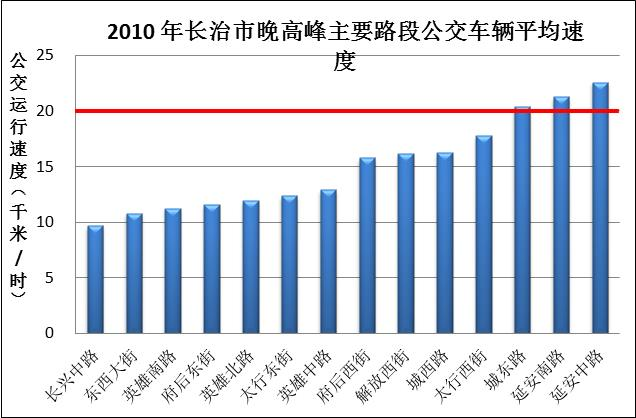 2010 年长治市晚高峰主要路段公交车辆平均速
度
公交运行速度（千米/时）
25
20
15
10
5
0
长兴中路
东西大街
英雄南路
府后东街
英雄北路
太行东街
英雄中路
府后西街
解放西街
城西路
太行西街
城东路
延安南路
延安中路